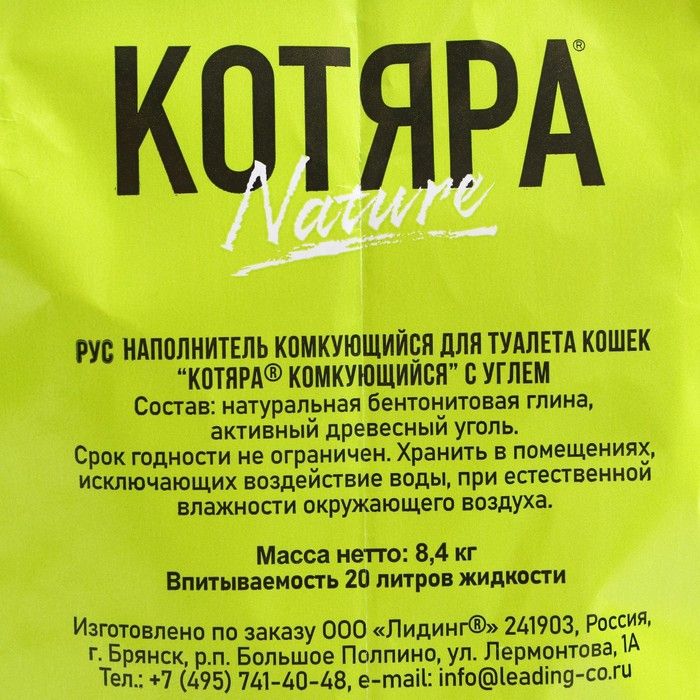 КОТЯРА®
Nature
РУС НАПОЛНИТЕЛЬ КОМКУЮЩИЙСЯ ДЛЯ ТУАЛЕТА КОШЕК
“КОТЯРА® КОМКУЮЩИЙСЯ” С УГЛЕМ
Состав: натуральная бентонитовая глина,
активный древесный уголь.
Срок годности не ограничен. Хранить в помещениях,
исключающих воздействие воды, при естественной
влажности окружающего воздуха.
Масса нетто: 8,4 кг
Впитываемость 20 литров жидкости
Изготовлено по заказу ООО «Лидинг®» 241903, Россия,
г. Брянск, р.п. Большое Полпино, ул. Лермонтова, 1А
Тел.: +7 (495) 741-40-48, e-mail: info@leading-co.ru